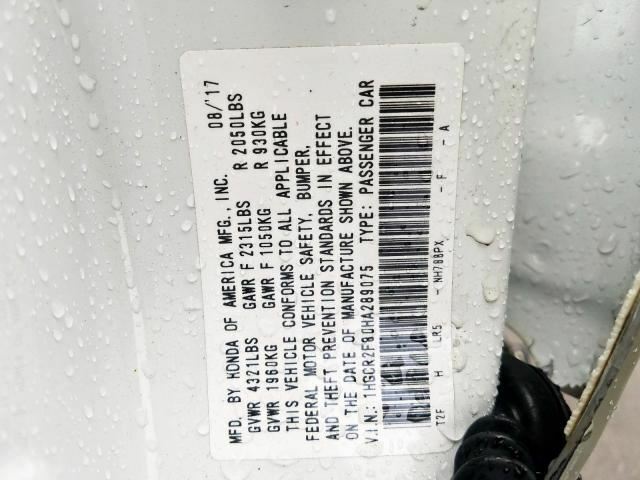 MFD. BY HONDA OF AMERICA MFG., INC. 08/'17
GVWR 4321LBS GAWR F 2315LBS R 2050LBS
GVWR 1960KG GAWR F 1050KG R 930KG
THIS VEHICLE CONFORMS TO ALL APPLICABLE
FEDERAL MOTOR VEHICLE SAFETY, BUMPER,
AND THEFT PREVENTION STANDARDS IN EFFECT
ON THE DATE OF MANUFACTURE SHOWN ABOVE.
V.I.N.: 1HGCR2F80HA289075 TYPE: PASSENGER CAR
T2F H LR5 - NH788PX - F - A